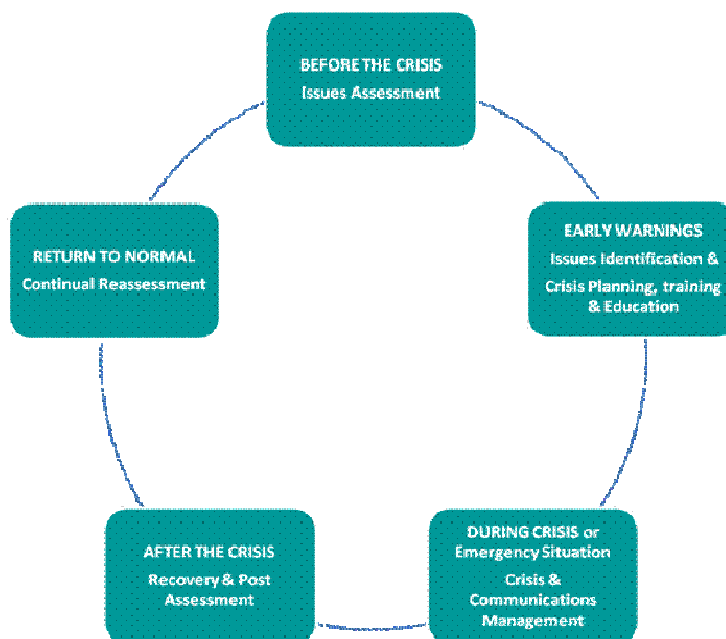 BEFORE THE CRISIS
Issues Assessment
EARLY WARNINGS
Issues Identification &
Crisis Planning, training
& Education
DURING CRISIS or
Emergency Situation
Crisis &
Communications
Management
AFTER THE CRISIS
Recovery & Post
Assessment
RETURN TO NORMAL
Continual Reassessment